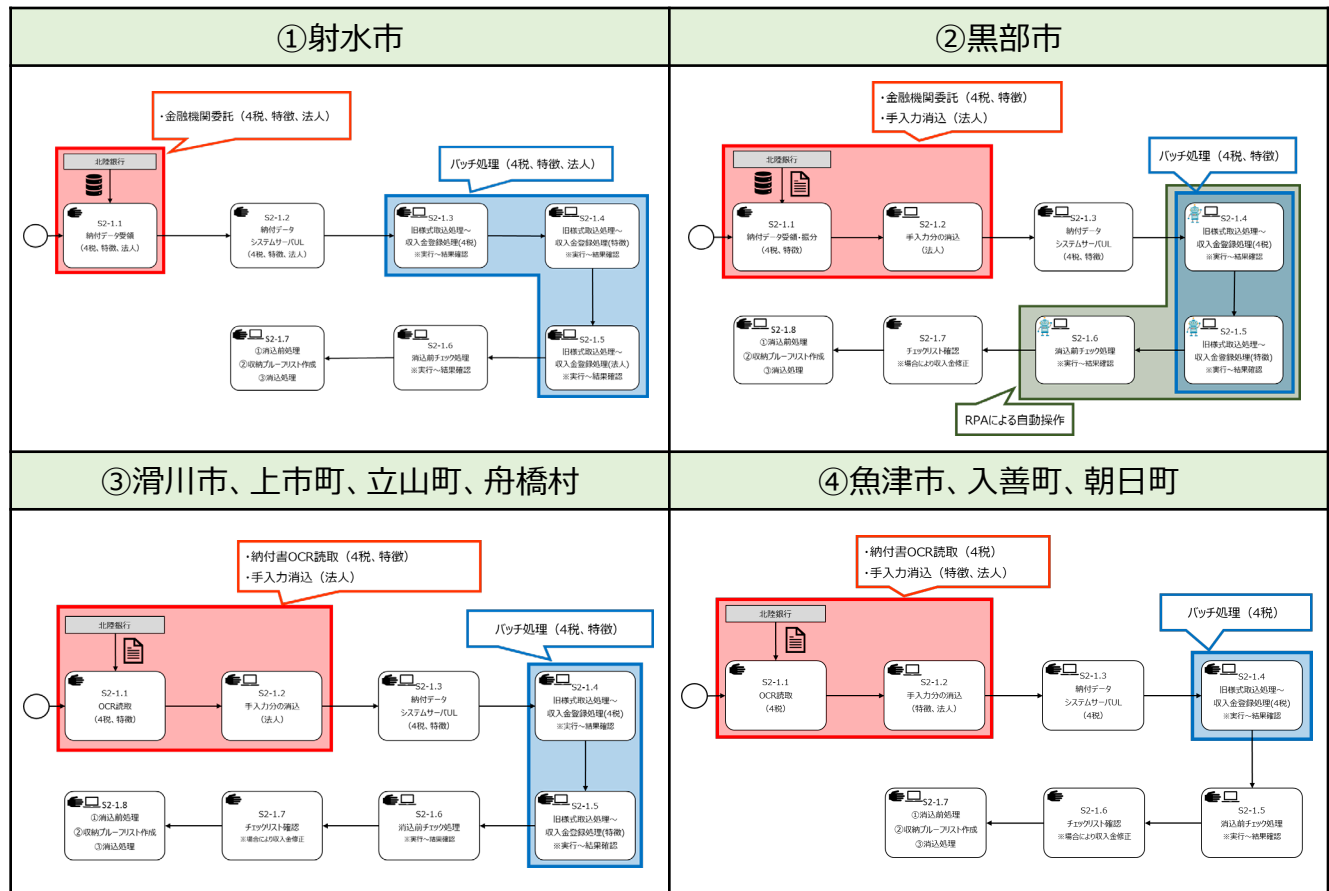 ①射水市
・金融機関委託（4税、特徴、法人）
バッチ処理（4税、特徴、法人）
北陸銀行
S2-1.1
納付データ受領
(4税、特徴、法人)
S2-1.2
納付データ
システムサーバUL
(4税、特徴、法人)
S2-1.3
旧様式取込処理～
収入金登録処理(4税)
※実行～結果確認
S2-1.4
旧様式取込処理～
収入金登録処理(特徴)
※実行～結果確認
S2-1.5
旧様式取込処理～
収入金登録処理(法人)
※実行～結果確認
S2-1.6
消込前チェック処理
※実行～結果確認
S2-1.7
①消込前処理
②収納プルーフリスト作成
③消込処理
②黒部市
・金融機関委託（4税、特徴）
・手入力消込（法人）
バッチ処理（4税、特徴）
北陸銀行
S2-1.1
納付データ受領・振分
(4税、特徴)
S2-1.2
手入力分の消込
(法人)
S2-1.3
納付データ
システムサーバUL
(4税、特徴)
S2-1.4
旧様式取込処理～
収入金登録処理(4税)
※実行～結果確認
S2-1.5
旧様式取込処理～
収入金登録処理(特徴)
※実行～結果確認
S2-1.6
消込前チェック処理
※実行～結果確認
S2-1.7
チェックリスト確認
※場合により収入金修正
S2-1.8
①消込前処理
②収納プルーフリスト作成
③消込処理
RPAによる自動操作
③滑川市、上市町、立山町、舟橋村
・納付書OCR読取（4税、特徴）
・手入力消込（法人）
バッチ処理（4税、特徴）
北陸銀行
S2-1.1
OCR読取
(4税、特徴)
S2-1.2
手入力分の消込
(法人)
S2-1.3
納付データ
システムサーバUL
(4税、特徴)
S2-1.4
旧様式取込処理～
収入金登録処理(4税)
※実行～結果確認
S2-1.5
旧様式取込処理～
収入金登録処理(特徴)
※実行～結果確認
S2-1.6
消込前チェック処理
※実行～結果確認
S2-1.7
チェックリスト確認
※場合により収入金修正
S2-1.8
①消込前処理
②収納プルーフリスト作成
③消込処理
④魚津市、入善町、朝日町
・納付書OCR読取（4税）
・手入力消込（特徴、法人）
バッチ処理（4税）
北陸銀行
S2-1.1
OCR読取
(4税)
S2-1.2
手入力分の消込
(特徴、法人)
S2-1.3
納付データ
システムサーバUL
(4税)
S2-1.4
旧様式取込処理～
収入金登録処理(4税)
※実行～結果確認
S2-1.5
消込前チェック処理
※実行～結果確認
S2-1.6
チェックリスト確認
※場合により収入金修正
S2-1.7
①消込前処理
②収納プルーフリスト作成
③消込処理